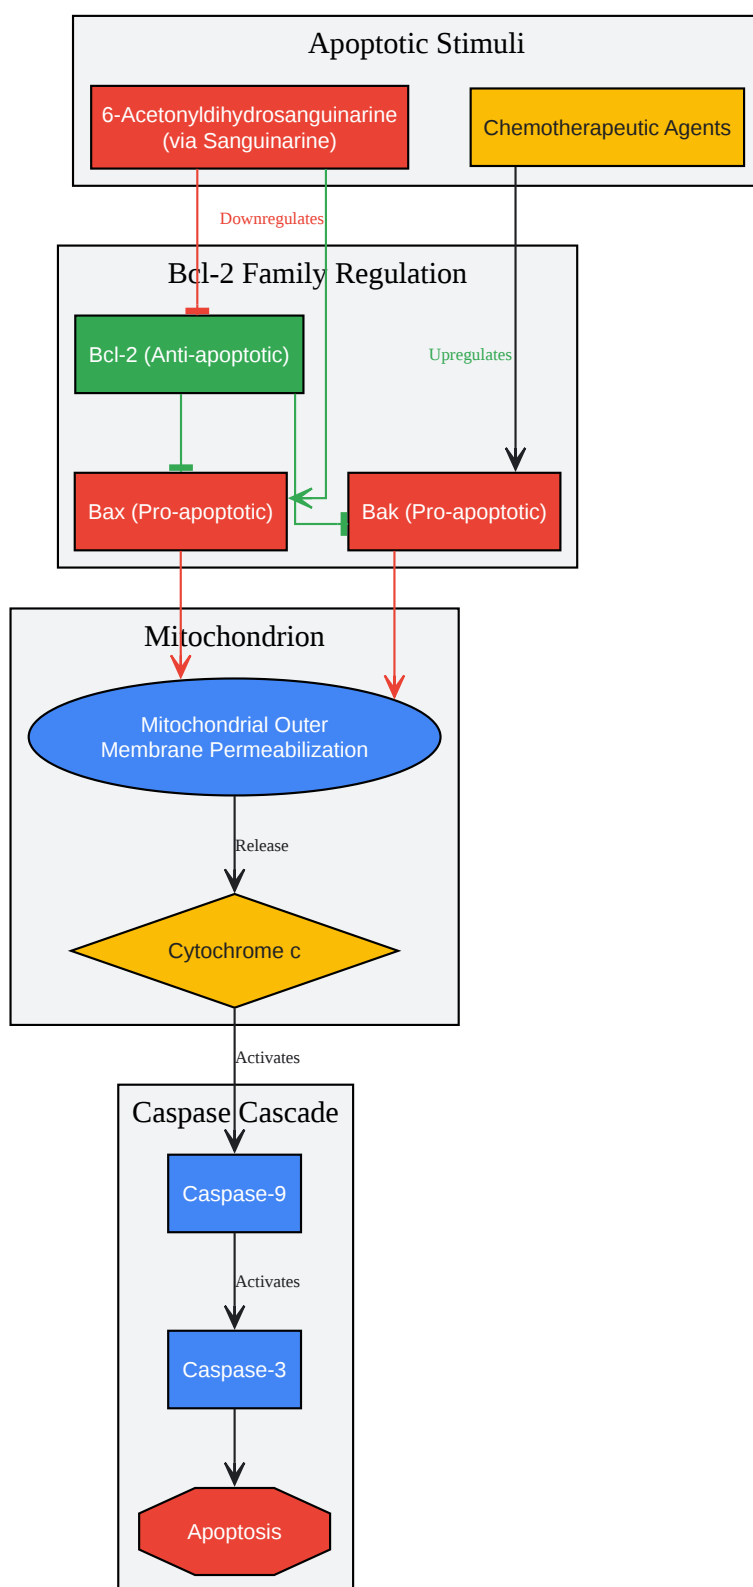 Apoptotic Stimuli
6-Acetonyldihydrosanguinarine
(via Sanguinarine)
Chemotherapeutic Agents
Downregulates
Bcl-2 Family Regulation
Bcl-2 (Anti-apoptotic)
Upregulates
Bax (Pro-apoptotic)
Bak (Pro-apoptotic)
Mitochondrion
Mitochondrial Outer
Membrane Permeabilization
Release
Cytochrome c
Activates
Caspase Cascade
Caspase-9
Activates
Caspase-3
Apoptosis